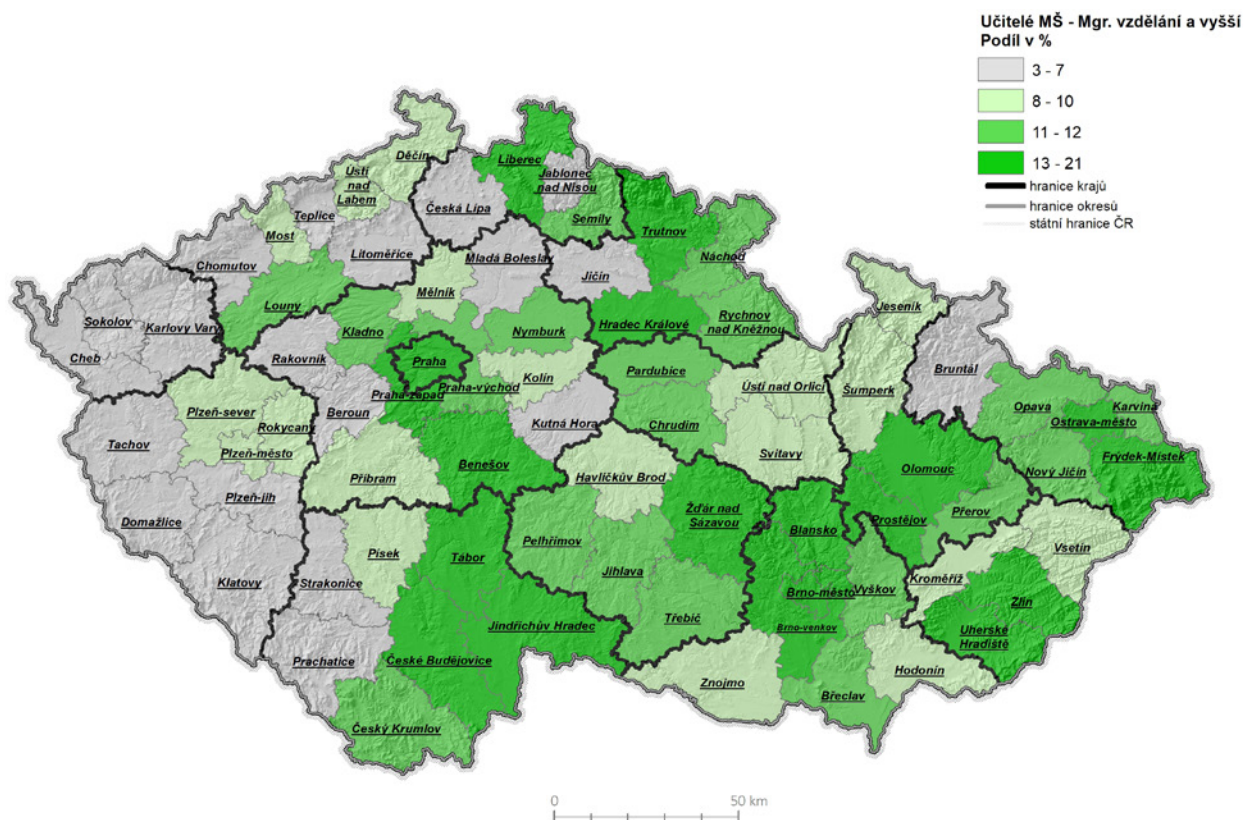 Učitelé MŠ - Mgr. vzdělání a vyšší
Podíl v %
3 - 7
8 - 10
11 - 12
13 - 21
hranice krajů
hranice okresů
státní hranice ČR
Děčín
Ústí
nad
Labem
Liberec
Jablonec
nad Nisou
Teplice
Česká Lípa
Semily
Most
Litoměřice
Trutnov
Chomutov
Mladá Boleslav
Jičín
Náchod
Mělník
Louny
Jeseník
Sokolov
Karlovy Vary
Kladno
Nymburk
Hradec Králové
Rychnov
nad Kněžnou
Cheb
Rakovník
Praha
Kolín
Pardubice
Ústí nad Orlicí
Šumperk
Bruntál
Praha-východ
Praha-západ
Plzeň-sever
Beroun
Opava
Karviná
Rokycany
Kutná Hora
Chrudim
Ostrava-město
Tachov
Plzeň-město
Svitavy
Frýdek-Místek
Příbram
Benešov
Havlíčkův Brod
Olomouc
Nový Jičín
Plzeň-jih
Žďár nad
Sázavou
Domažlice
Prostějov
Přerov
Blansko
Písek
Tábor
Pelhřimov
Vsetín
Klatovy
Strakonice
Jihlava
Kroměříž
Brno-město
Vyškov
Zlín
Třebíč
Jindřichův Hradec
Brno-venkov
Uherské
Hradiště
Prachatice
České Budějovice
Hodonín
Znojmo
Břeclav
Český Krumlov
0 50 km